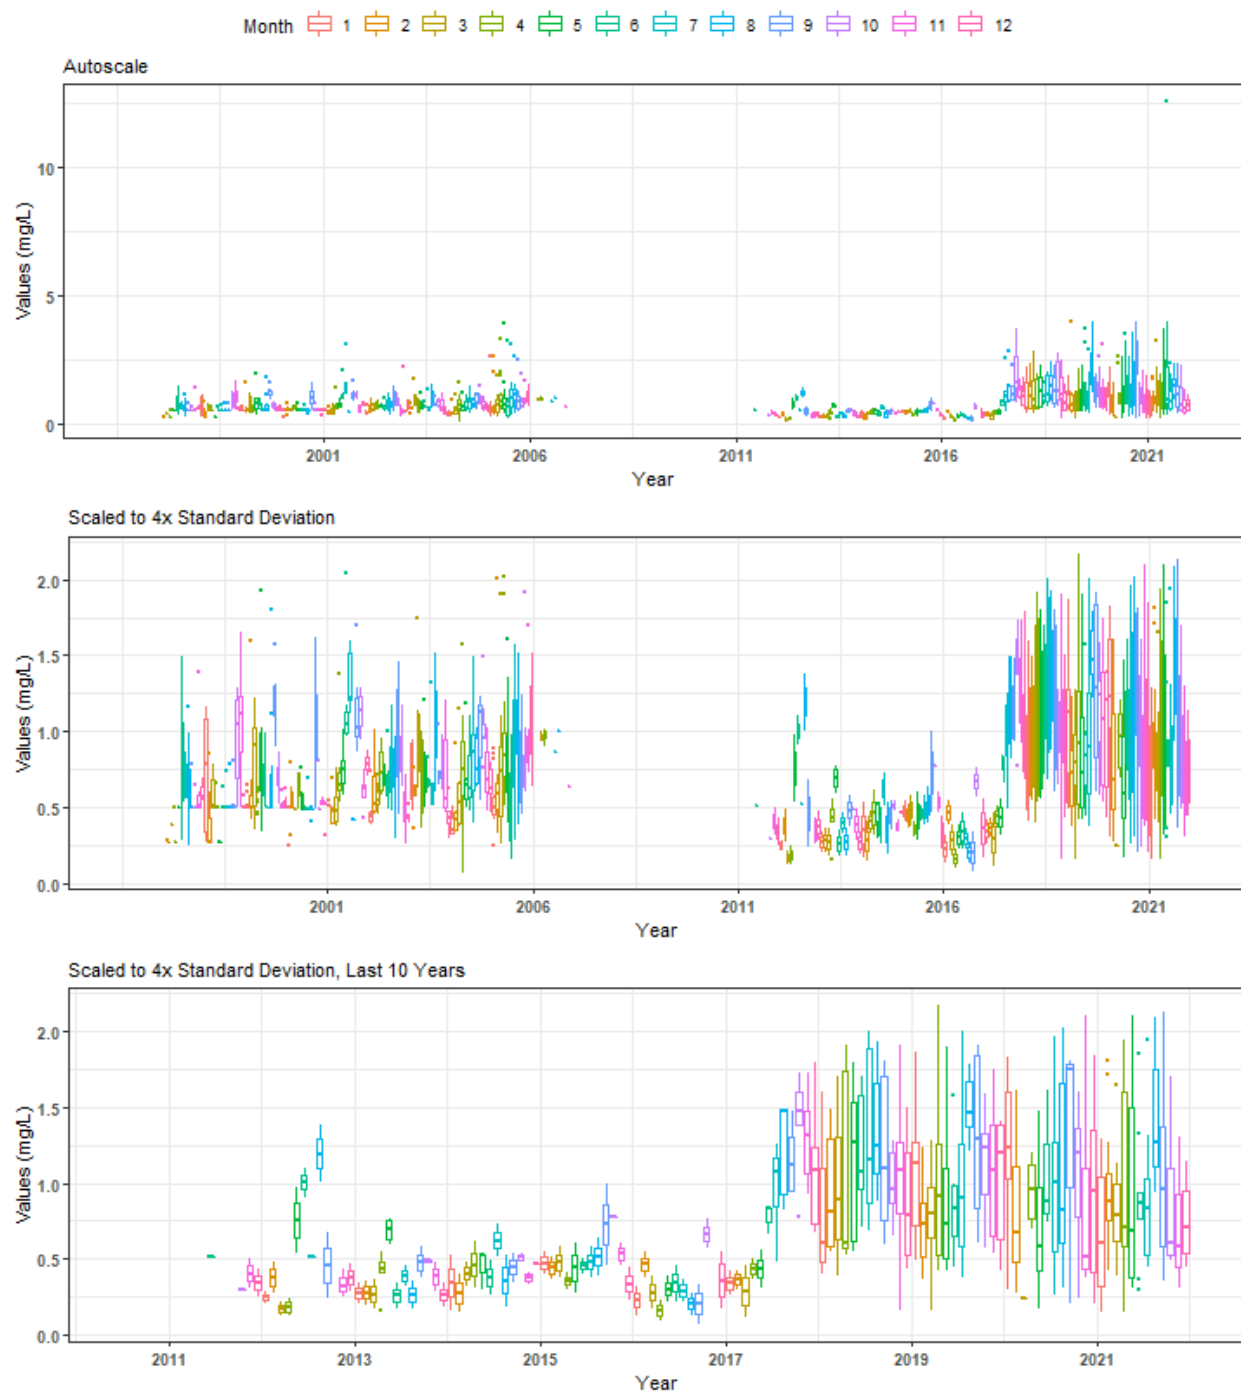 Month 1 2 3 4 5 6 7 8 9 10 11 12
Autoscale
Values (mg/L)
10
5
0
2001 2006 2011 2016 2021
Year
Scaled to 4x Standard Deviation
Values (mg/L)
2.0
1.5
1.0
0.5
0.0
2001 2006 2011 2016 2021
Year
Scaled to 4x Standard Deviation, Last 10 Years
Values (mg/L)
2.0
1.5
1.0
0.5
0.0
2011 2013 2015 2017 2019 2021
Year